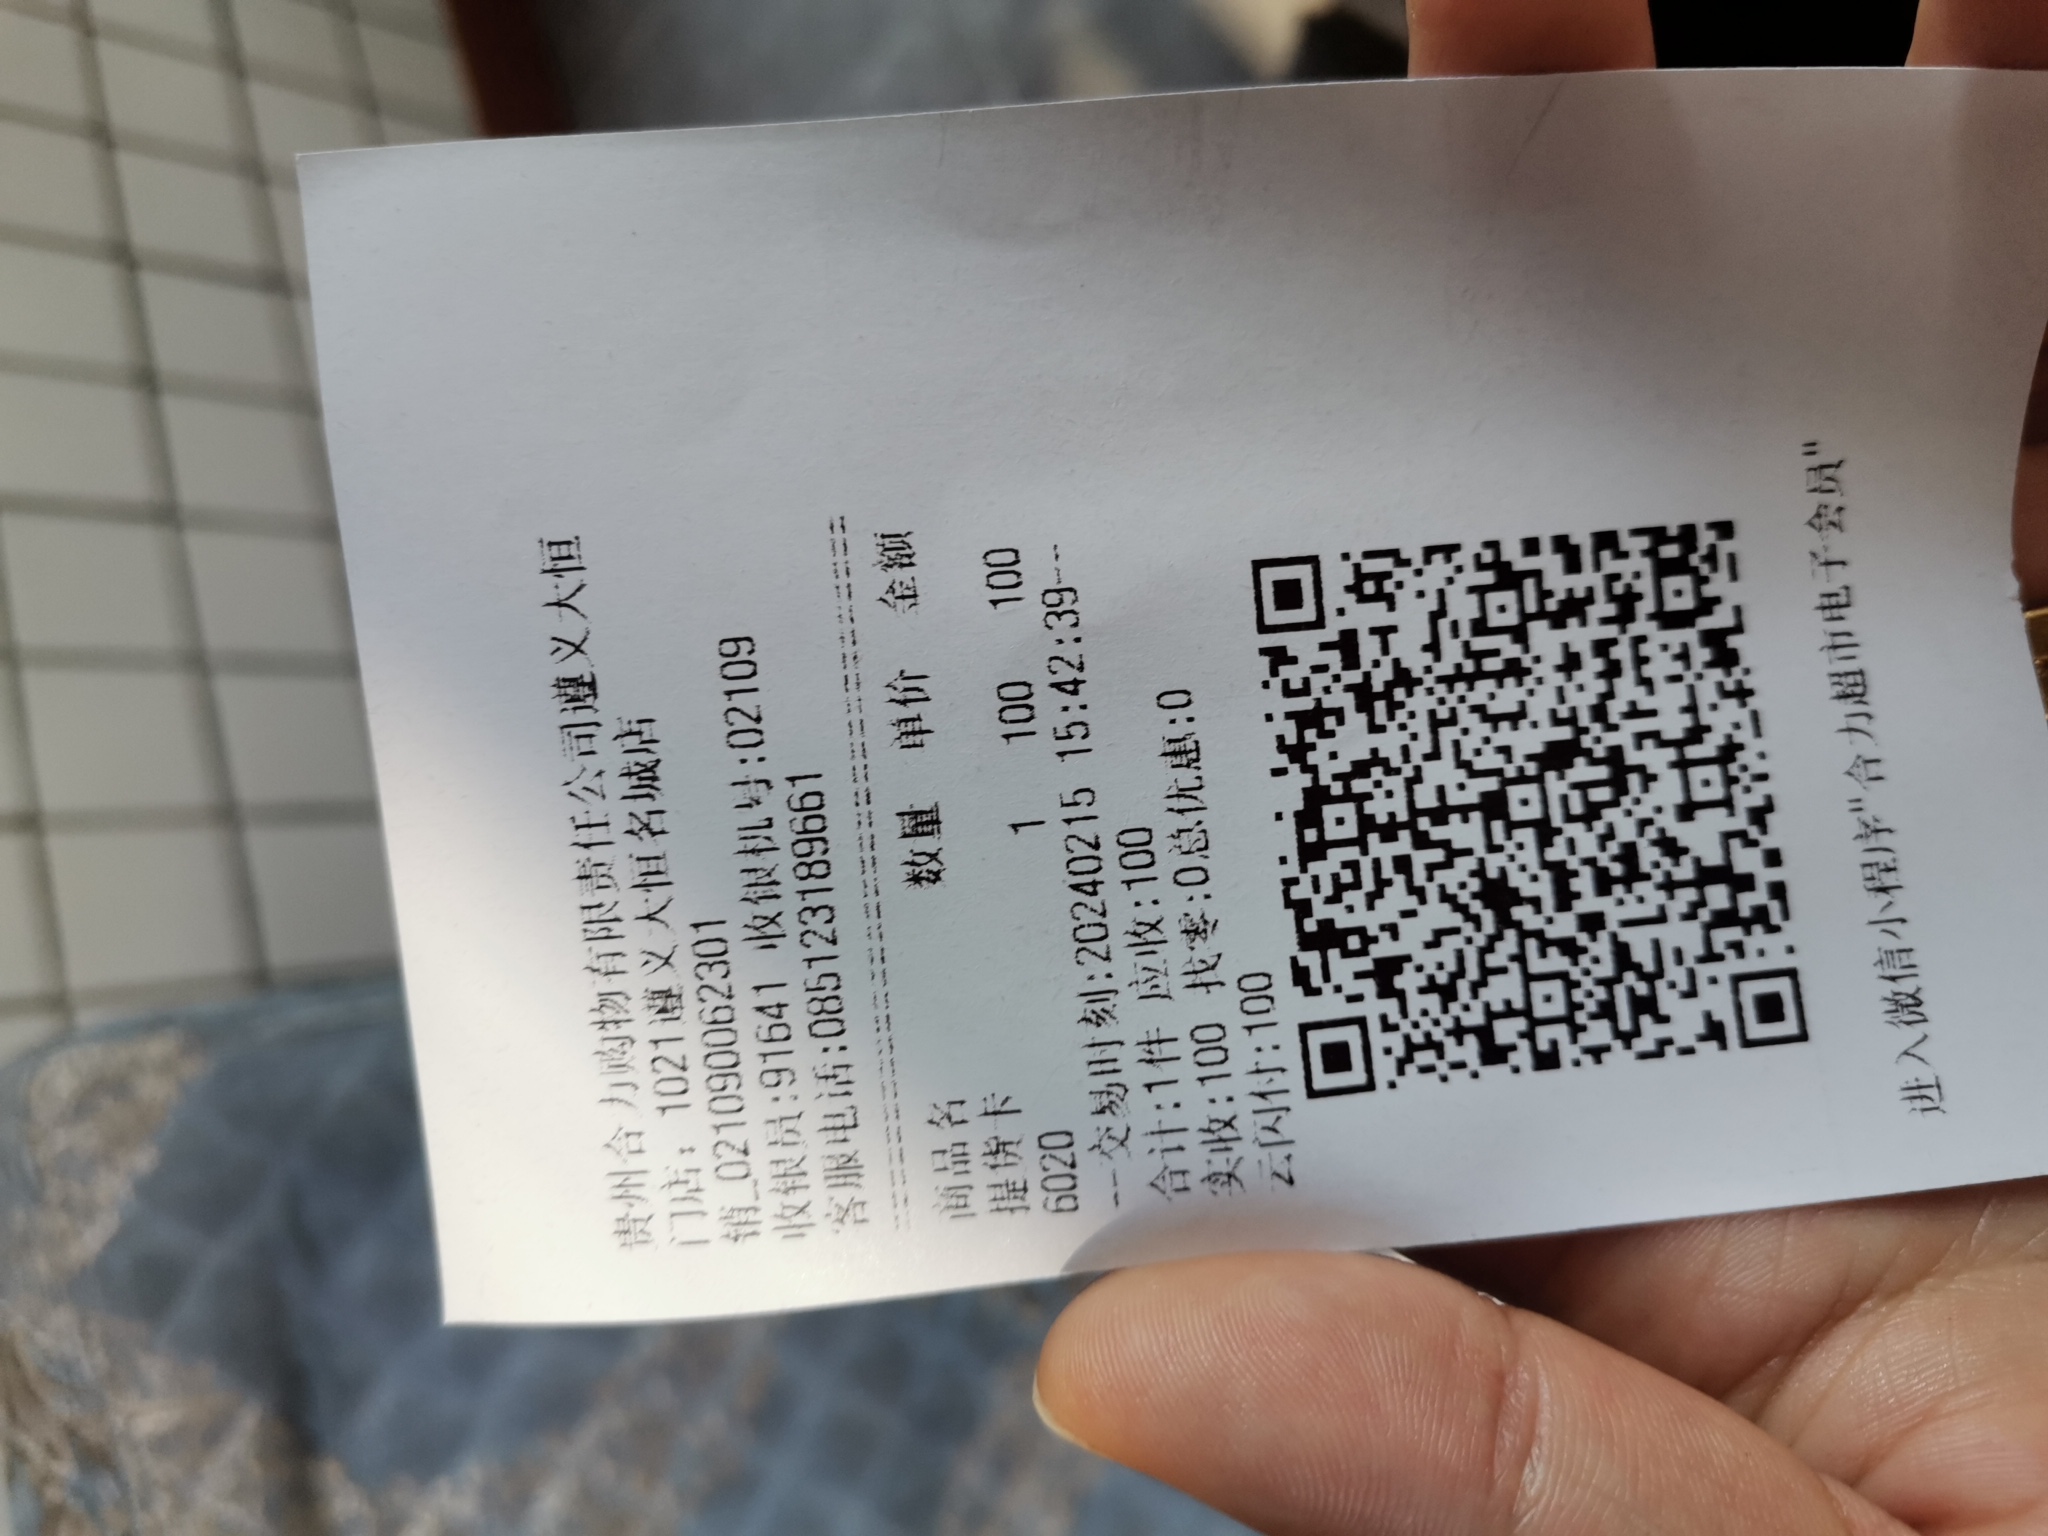 贵州合力购物有限责任公司遵义大恒
门店: 1021遵义大恒名城店
销_021090062301
收银员:91641 收银机号:02109
客服电话:085123189661
商品名 数量 单价 金额
提货卡
6020 1 100 100
---交易时刻:20240215 15:42:39---
合计:1件 应收:100
实收:100 找零:0总优惠:0
云闪付:100
进入微信小程序"合力超市电子会员"